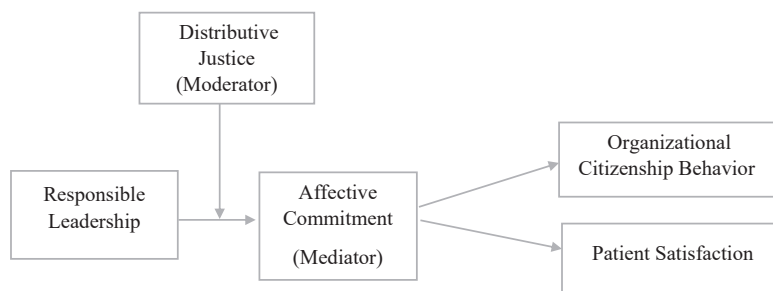 Distributive
Justice
(Moderator)
Responsible
Leadership
Affective
Commitment
(Mediator)
Organizational
Citizenship Behavior
Patient Satisfaction